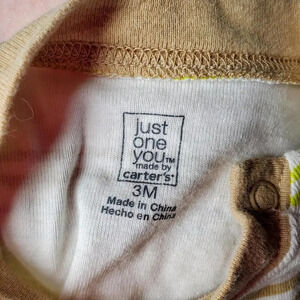 just
one
you™
made by
carter's®
3M
Made in China
Hecho en China